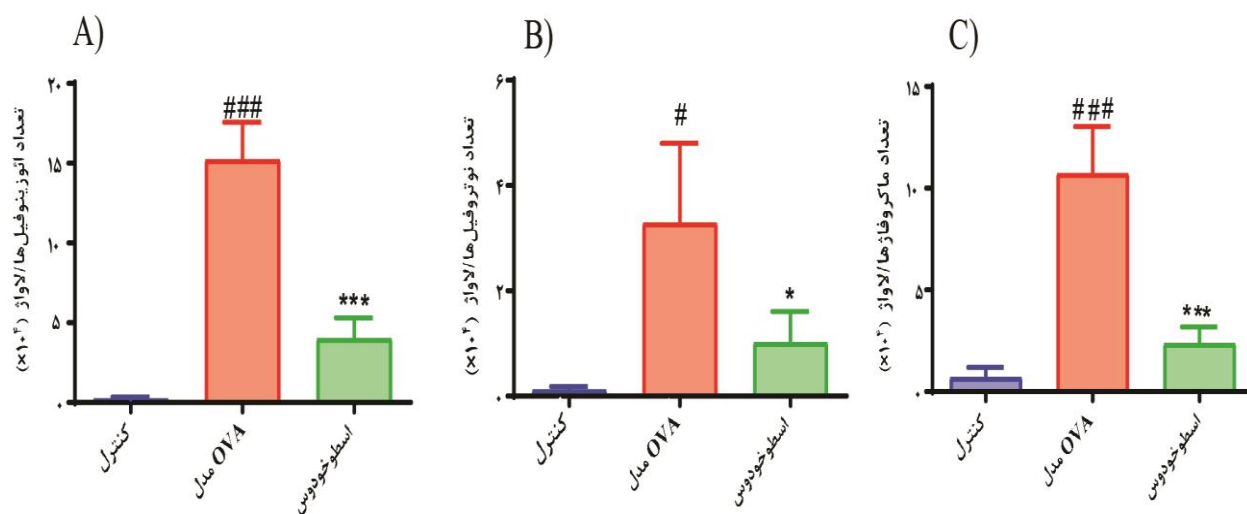 A)
تعداد ائوزینوفیل‌ها/لاواژ (×۱۰^۴)
۲۰
۱۵
۱۰
۵
۰
###
***
کنترل
مدل OVA
اسطوخودوس
B)
تعداد نوتروفیل‌ها/لاواژ (×۱۰^۴)
۶
۴
۲
۰
#
*
کنترل
مدل OVA
اسطوخودوس
C)
تعداد ماکروفاژها/لاواژ (×۱۰^۴)
۱۵
۱۰
۵
۰
###
***
کنترل
مدل OVA
اسطوخودوس